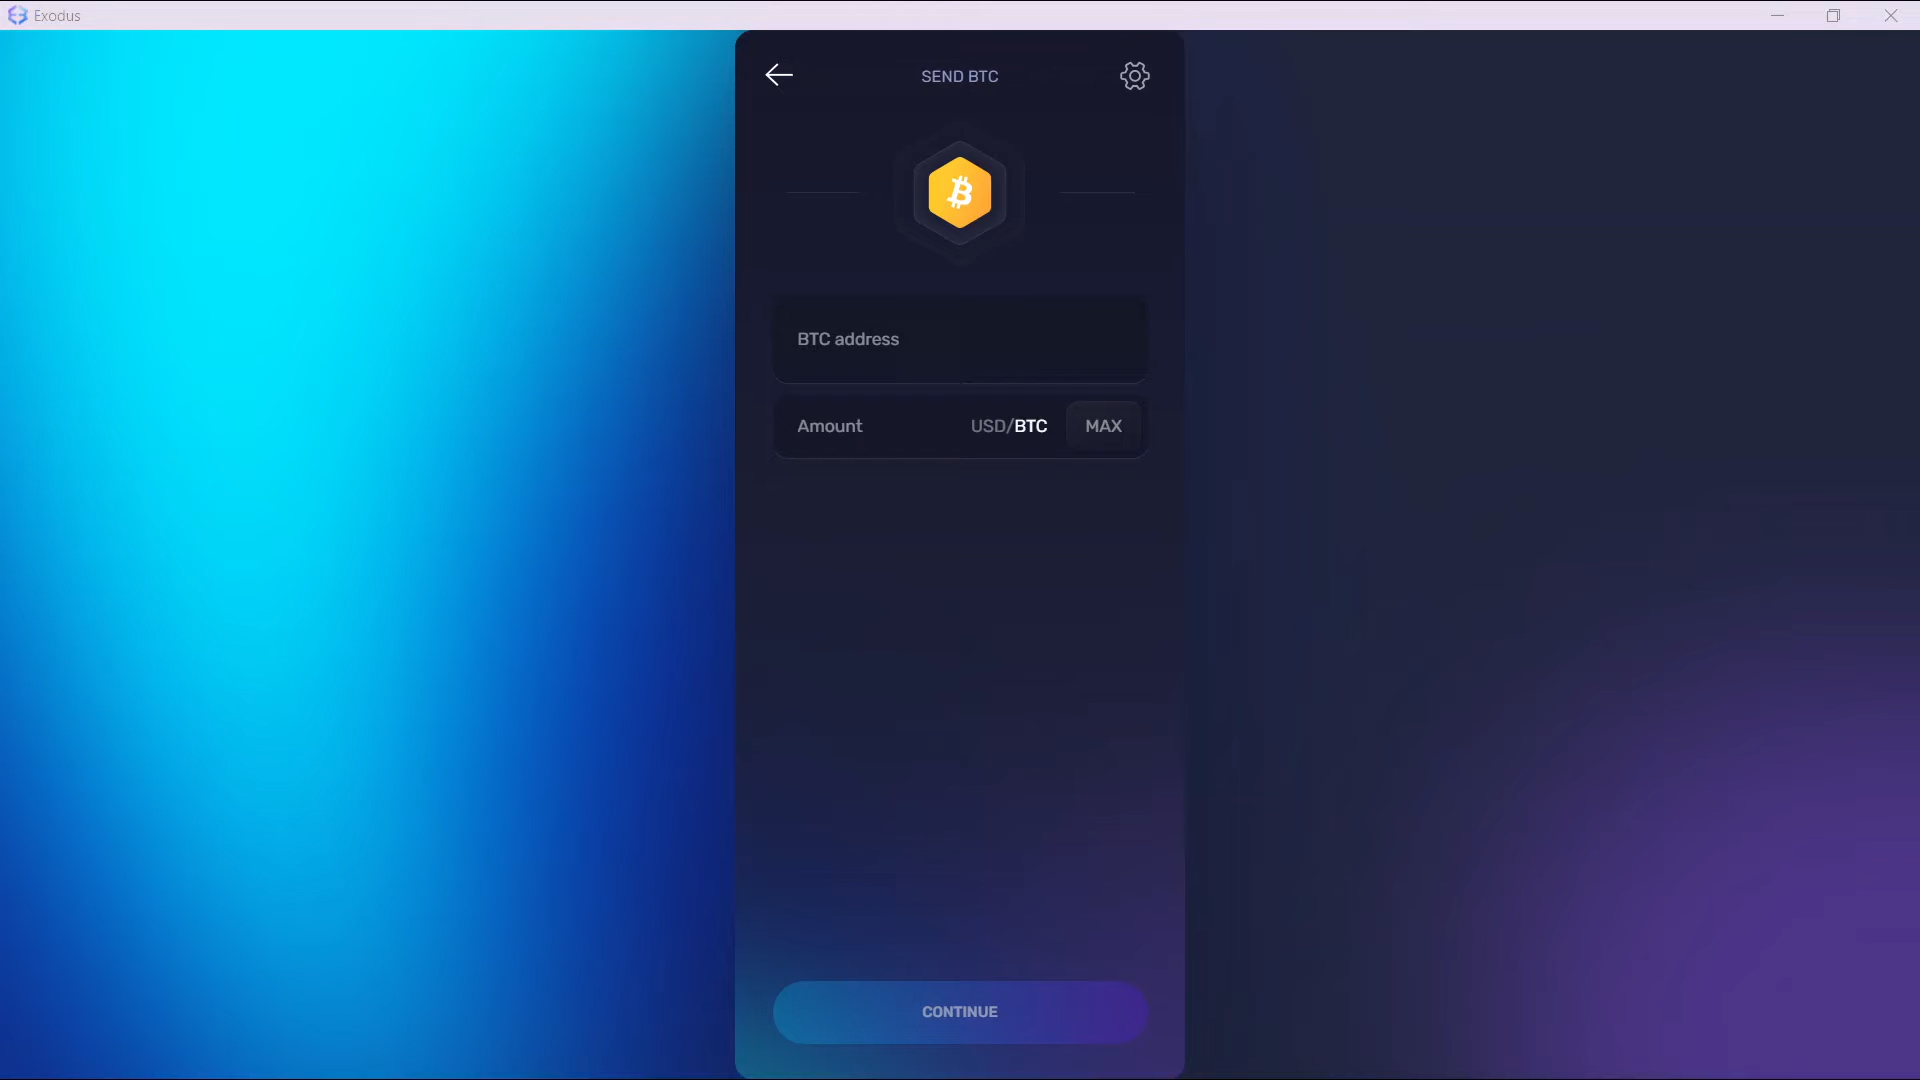 Exodus
SEND BTC
BTC address
Amount USD/BTC MAX
CONTINUE